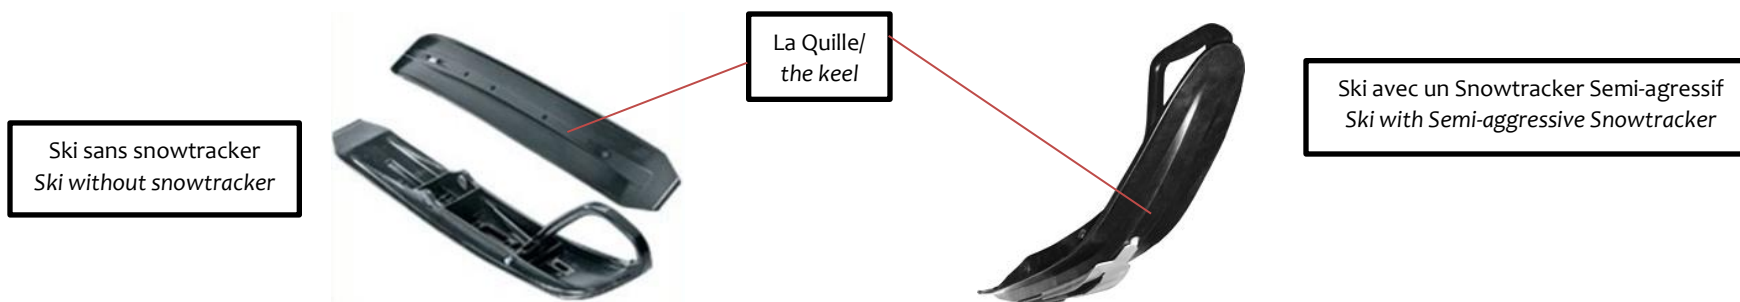 La Quille/
the keel
Ski avec un Snowtracker Semi-agressif
Ski with Semi-aggressive Snowtracker
Ski sans snowtracker
Ski without snowtracker